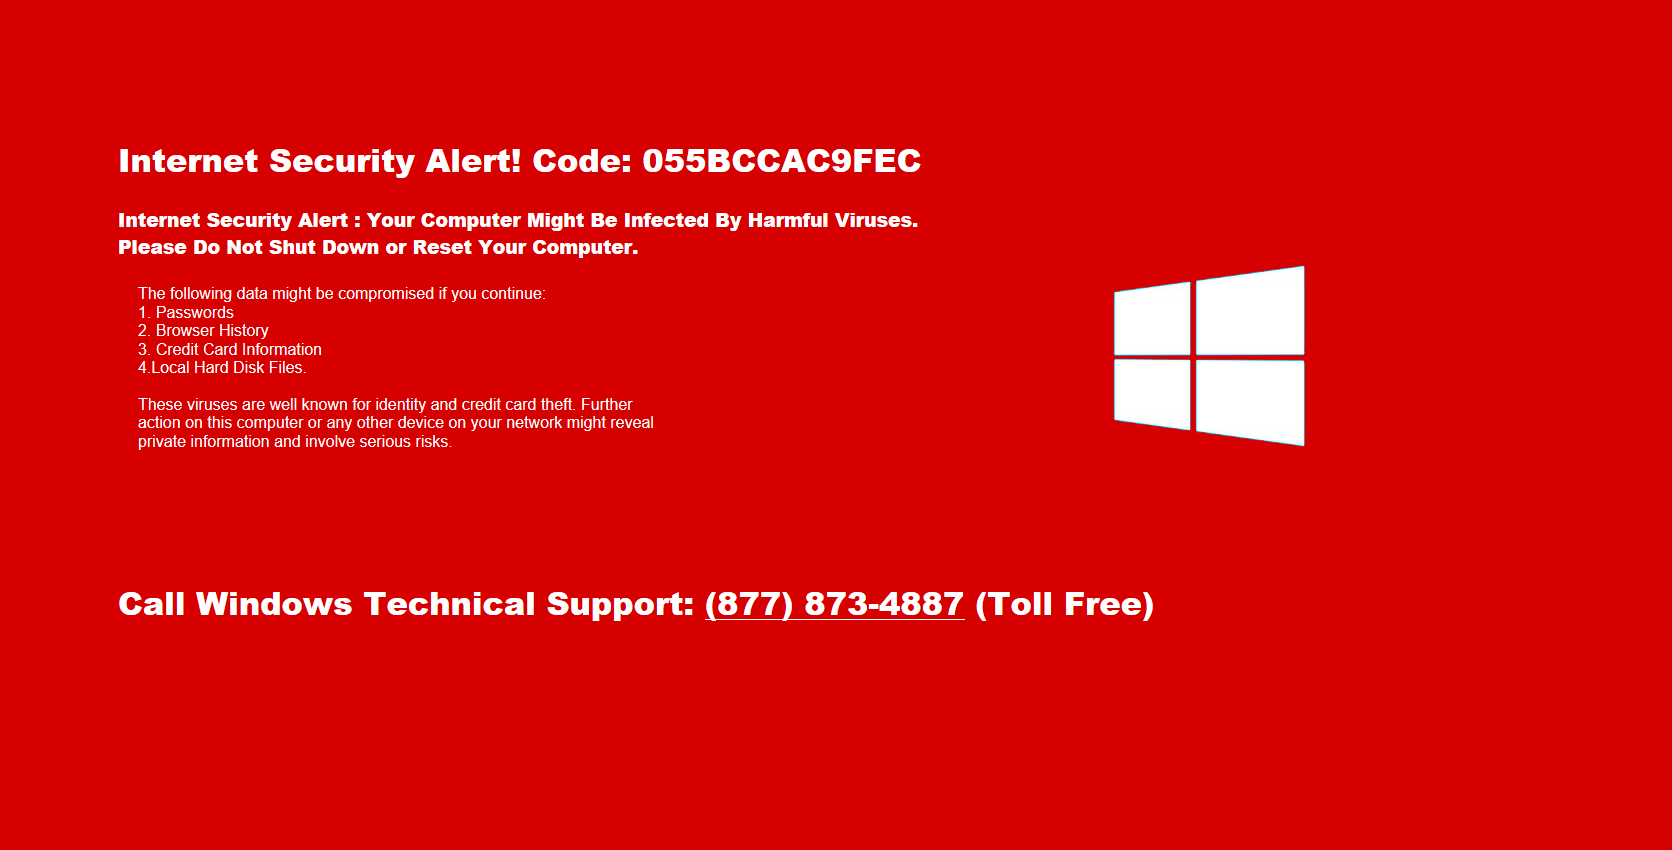 Internet Security Alert! Code: 055BCCAC9FEC
Internet Security Alert : Your Computer Might Be Infected By Harmful Viruses.
Please Do Not Shut Down or Reset Your Computer.
The following data might be compromised if you continue:
1. Passwords
2. Browser History
3. Credit Card Information
4.Local Hard Disk Files.
These viruses are well known for identity and credit card theft. Further
action on this computer or any other device on your network might reveal
private information and involve serious risks.
Call Windows Technical Support: (877) 873-4887 (Toll Free)